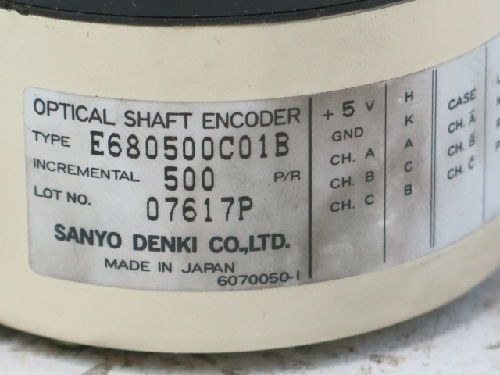 OPTICAL SHAFT ENCODER
TYPE E680500C01B
INCREMENTAL 500 P/R
LOT NO. 07617P
SANYO DENKI CO.,LTD.
MADE IN JAPAN
6070050-1
+ 5 V H
GND K
CH. A A
CH. B C
CH. C B
CASE
CH. Ā
CH. B̄
CH. C̄